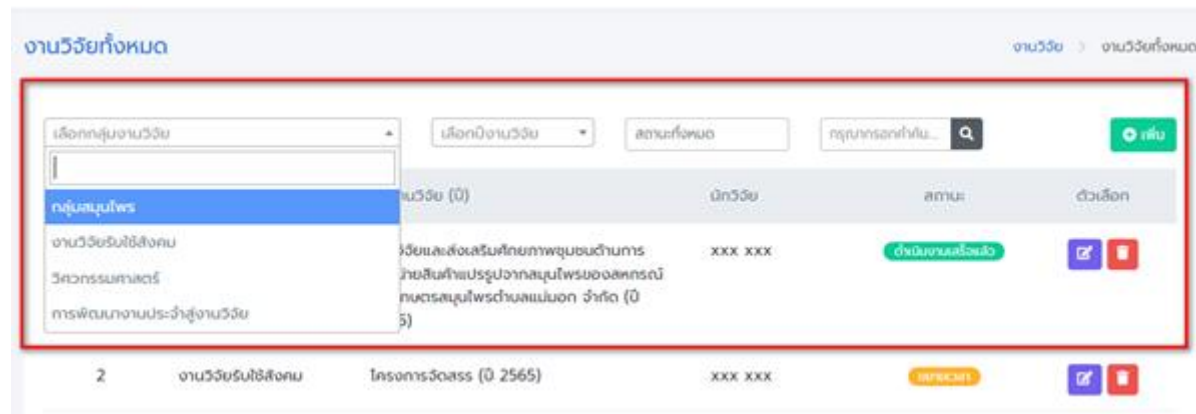 งานวิจัยทั้งหมด
งานวิจัย > งานวิจัยทั้งหมด
เลือกกลุ่มงานวิจัย เลือกปีงานวิจัย สถานะทั้งหมด กรุณากรอกคำค้น... เพิ่ม
กลุ่มสมุนไพร
งานวิจัยรับใช้สังคม
วิศวกรรมศาสตร์
การพัฒนางานประจำสู่งานวิจัย
(ปี) นักวิจัย สถานะ ตัวเลือก
และส่งเสริมศักยภาพชุมชนด้านการ xxx xxx ดำเนินงานเสร็จแล้ว
สินค้าแปรรูปจากสมุนไพรของสหกรณ์
สมุนไพรตำบลแม่มอก จำกัด (ปี
2 งานวิจัยรับใช้สังคม โครงการจัดสรร (ปี 2565) xxx xxx ขยายเวลา